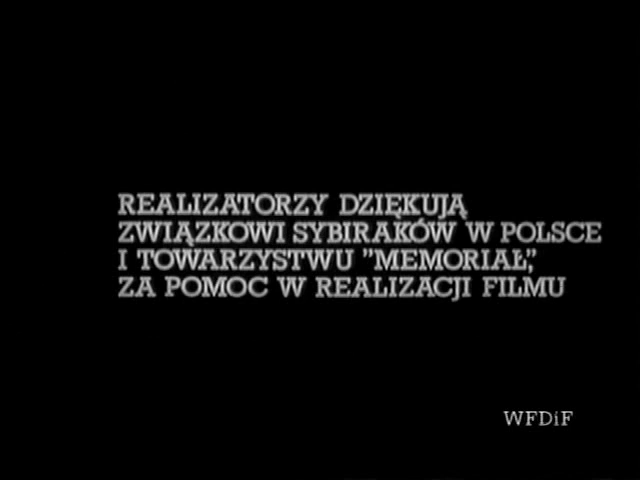 REALIZATORZY DZIĘKUJĄ
ZWIĄZKOWI SYBIRAKÓW W POLSCE
I TOWARZYSTWU ”MEMORIAŁ”,
ZA POMOC W REALIZACJI FILMU
WFDiF